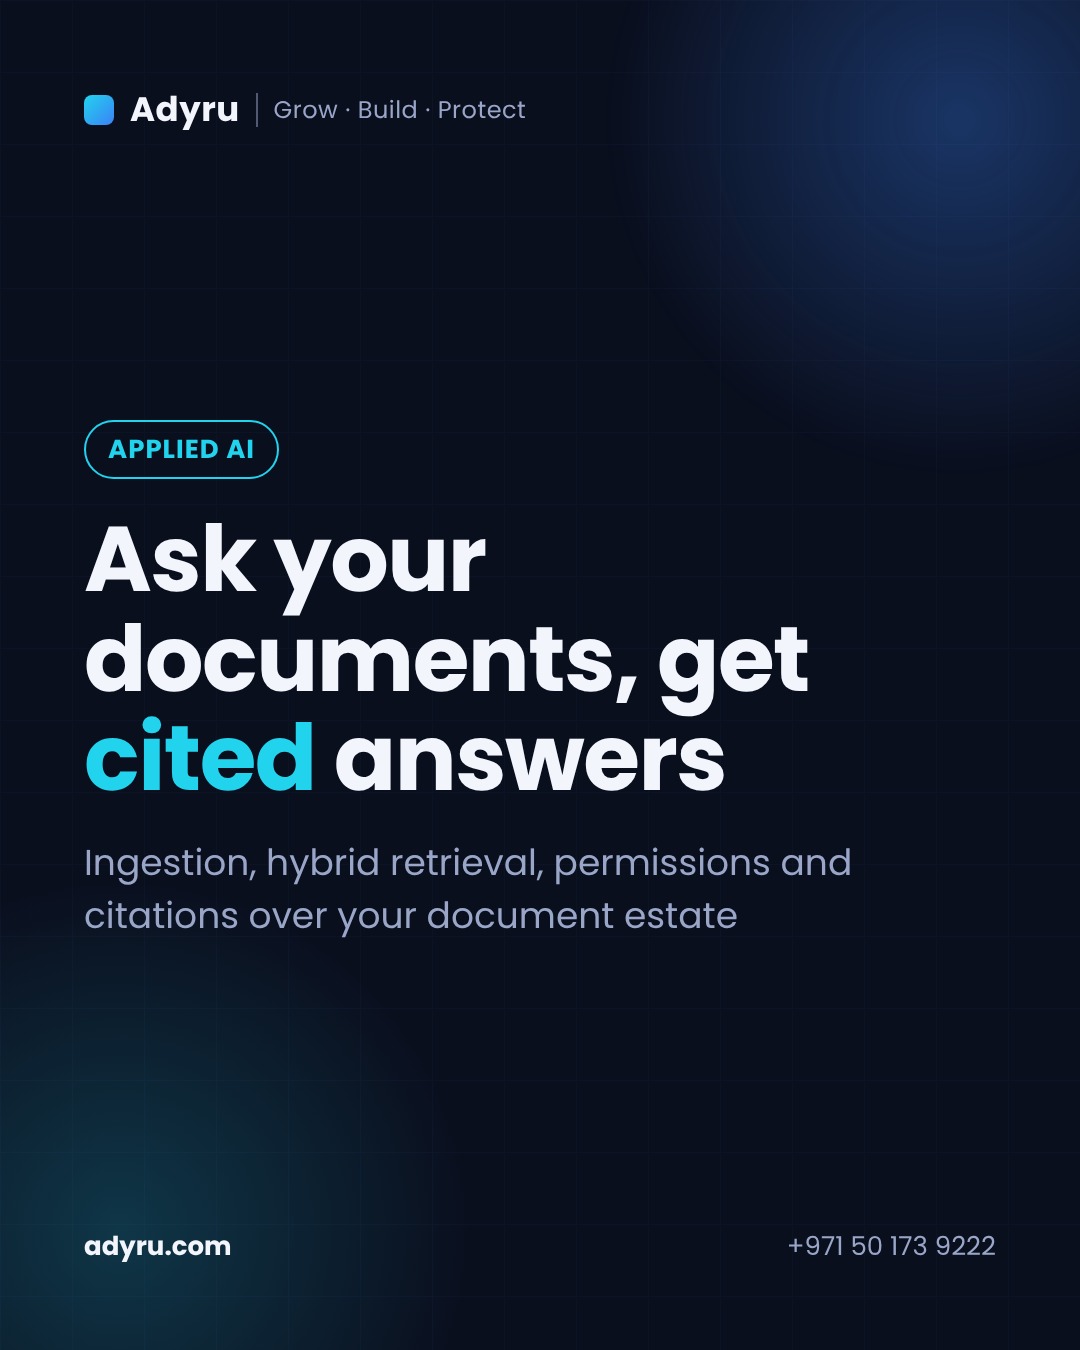 Adyru
Grow · Build · Protect
APPLIED AI
Ask your
documents, get
cited answers
Ingestion, hybrid retrieval, permissions and
citations over your document estate
adyru.com
+971 50 173 9222